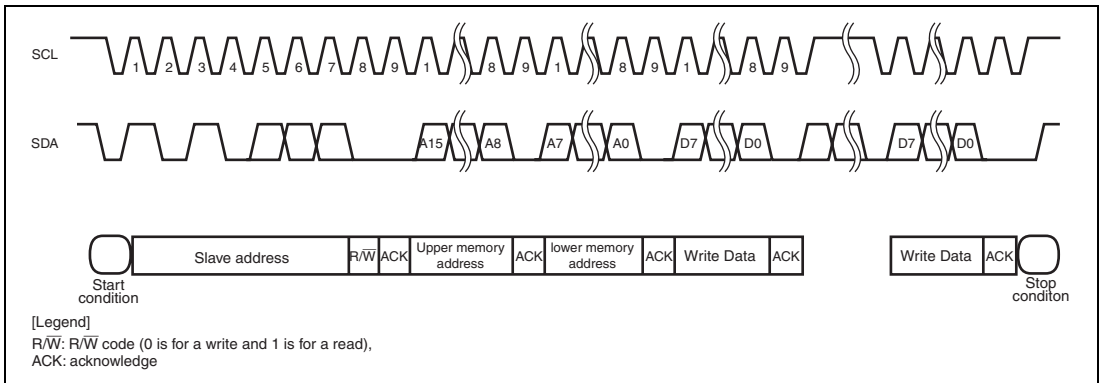 SCL
1 2 3 4 5 6 7 8 9 1 8 9 1 8 9 1 8 9
SDA
A15 A8 A7 A0 D7 D0 D7 D0
Slave address R/W̅ ACK Upper memory address ACK lower memory address ACK Write Data ACK Write Data ACK
Start condition
Stop conditon
[Legend]
R/W̅: R/W̅ code (0 is for a write and 1 is for a read),
ACK: acknowledge